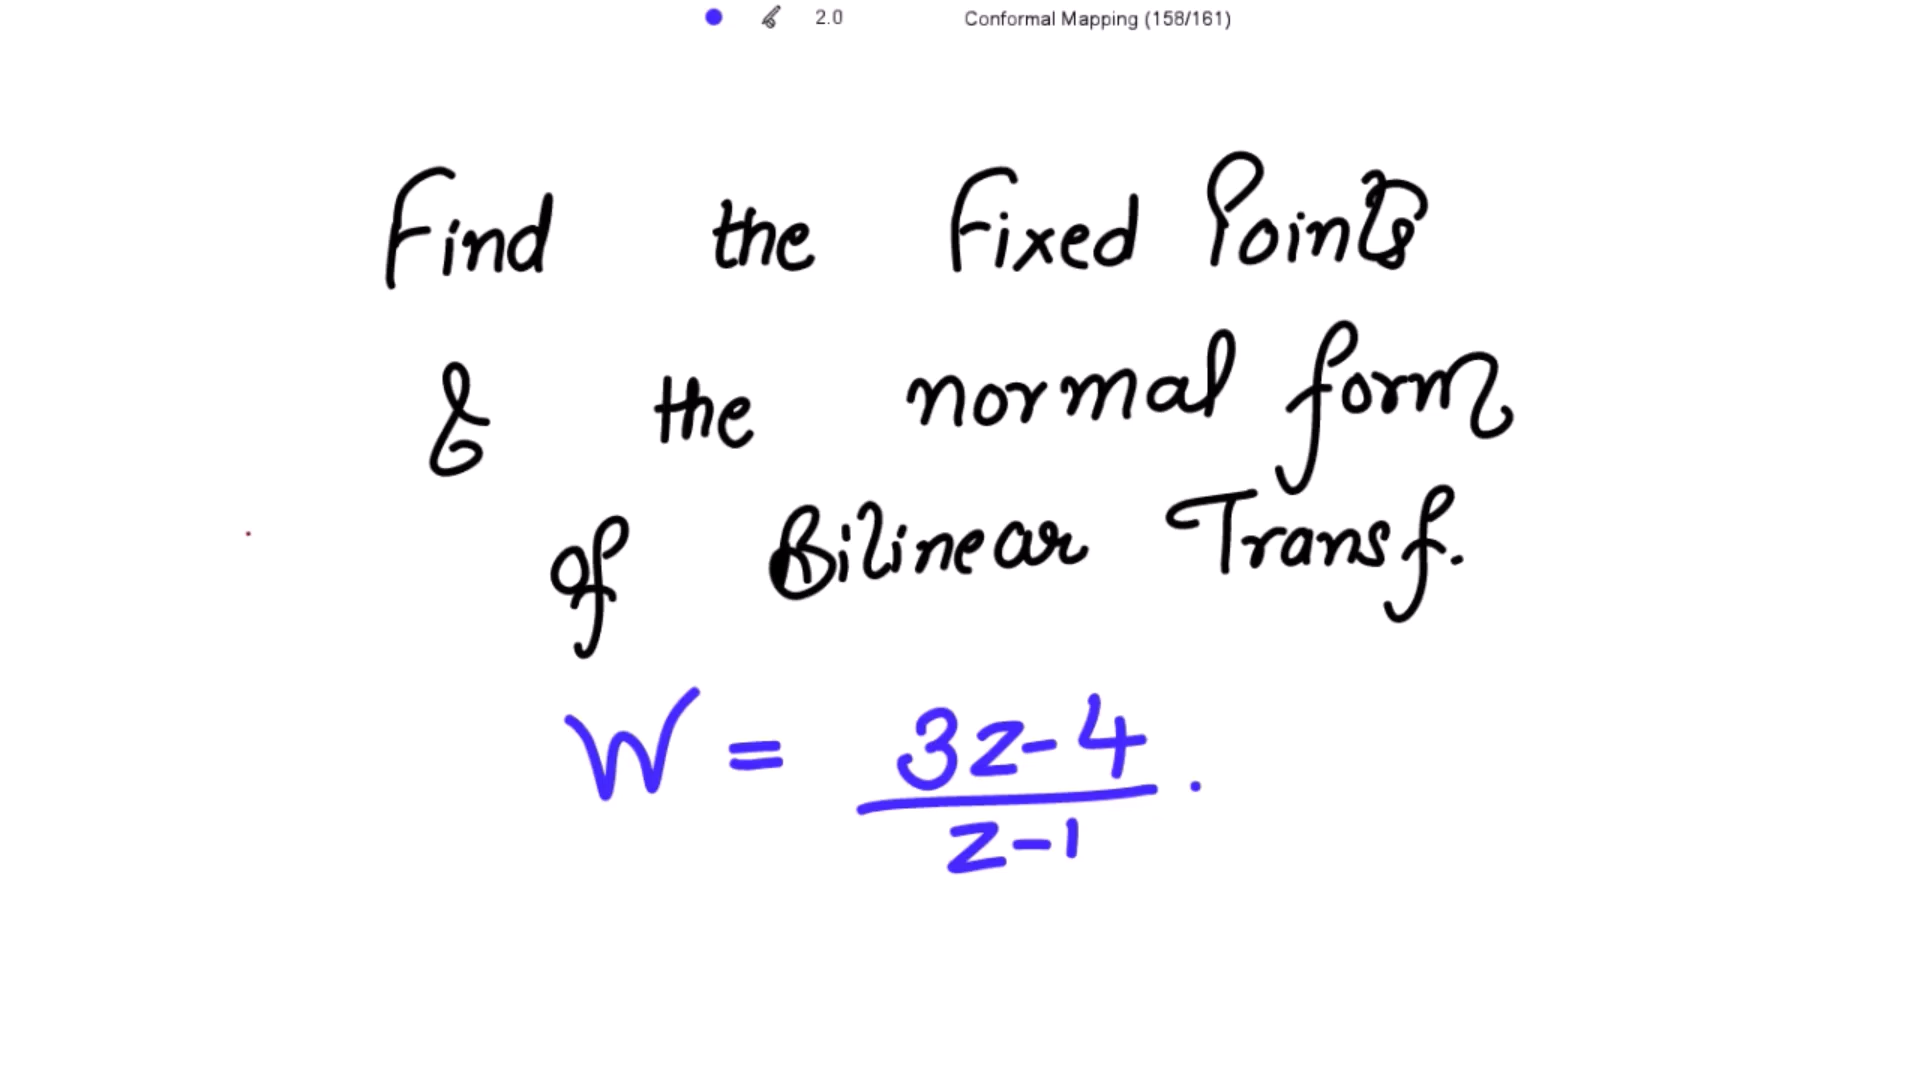 2.0 Conformal Mapping (158/161)
Find the Fixed Points
& the normal form
of Bilinear Transf.
W = 3z-4 / z-1 .